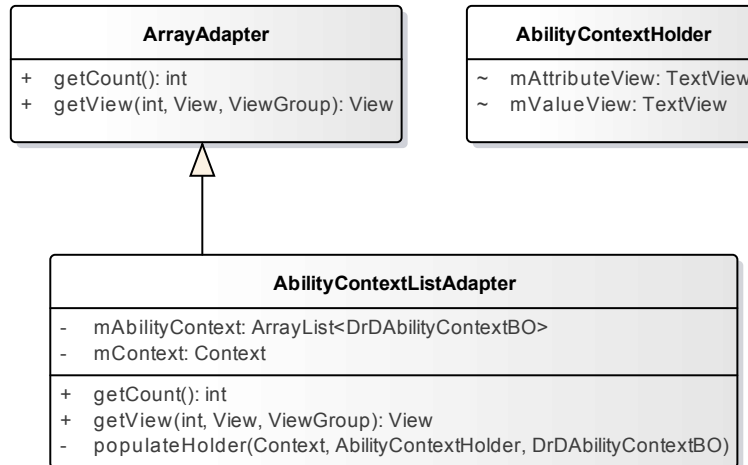 ArrayAdapter
+ getCount(): int
+ getView(int, View, ViewGroup): View
AbilityContextHolder
~ mAttributeView: TextView
~ mValueView: TextView
AbilityContextListAdapter
- mAbilityContext: ArrayList<DrDAbilityContextBO>
- mContext: Context
+ getCount(): int
+ getView(int, View, ViewGroup): View
- populateHolder(Context, AbilityContextHolder, DrDAbilityContextBO)